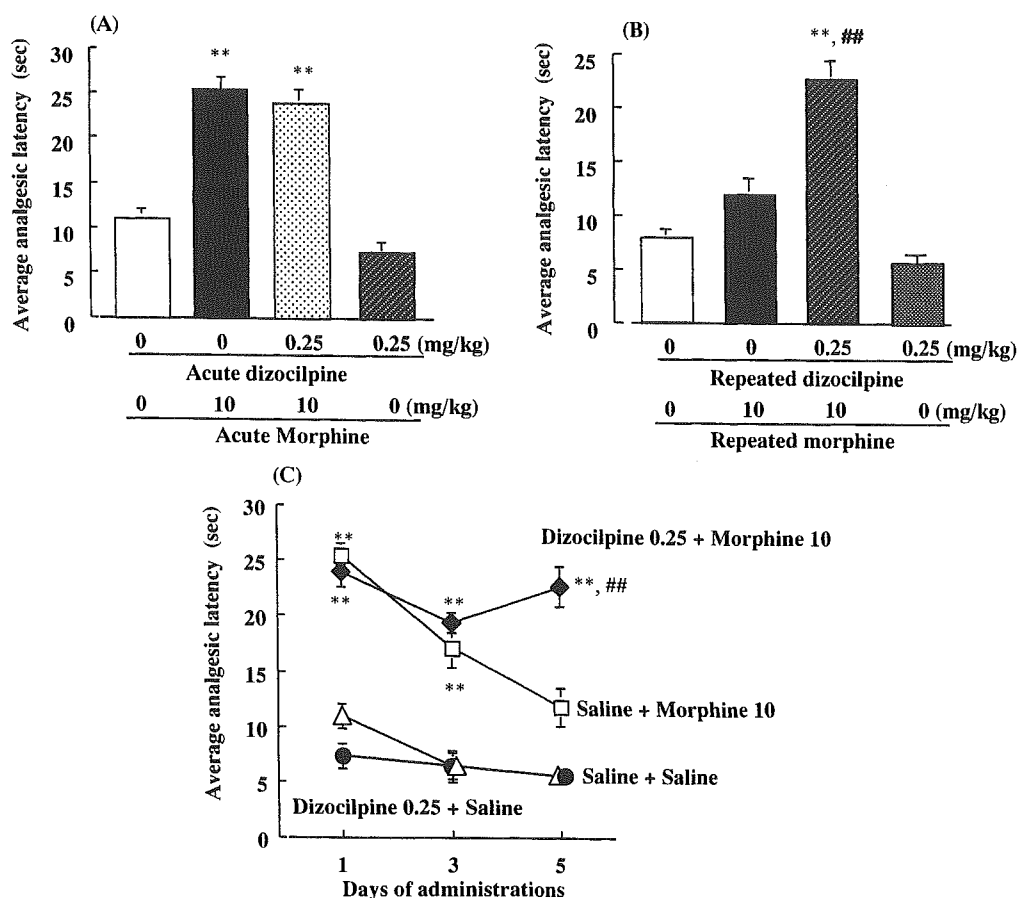 (A)
Average analgesic latency (sec)
30
25
20
15
10
5
0
**
**
0 0 0.25 0.25 (mg/kg)
Acute dizocilpine
0 10 10 0 (mg/kg)
Acute Morphine
(B)
Average analgesic latency (sec)
25
20
15
10
5
0
**, ##
0 0 0.25 0.25 (mg/kg)
Repeated dizocilpine
0 10 10 0 (mg/kg)
Repeated morphine
(C)
Average analgesic latency (sec)
30
25
20
15
10
5
0
**
**
**
**
Dizocilpine 0.25 + Morphine 10
**, ##
Saline + Morphine 10
Saline + Saline
Dizocilpine 0.25 + Saline
1 3 5
Days of administrations